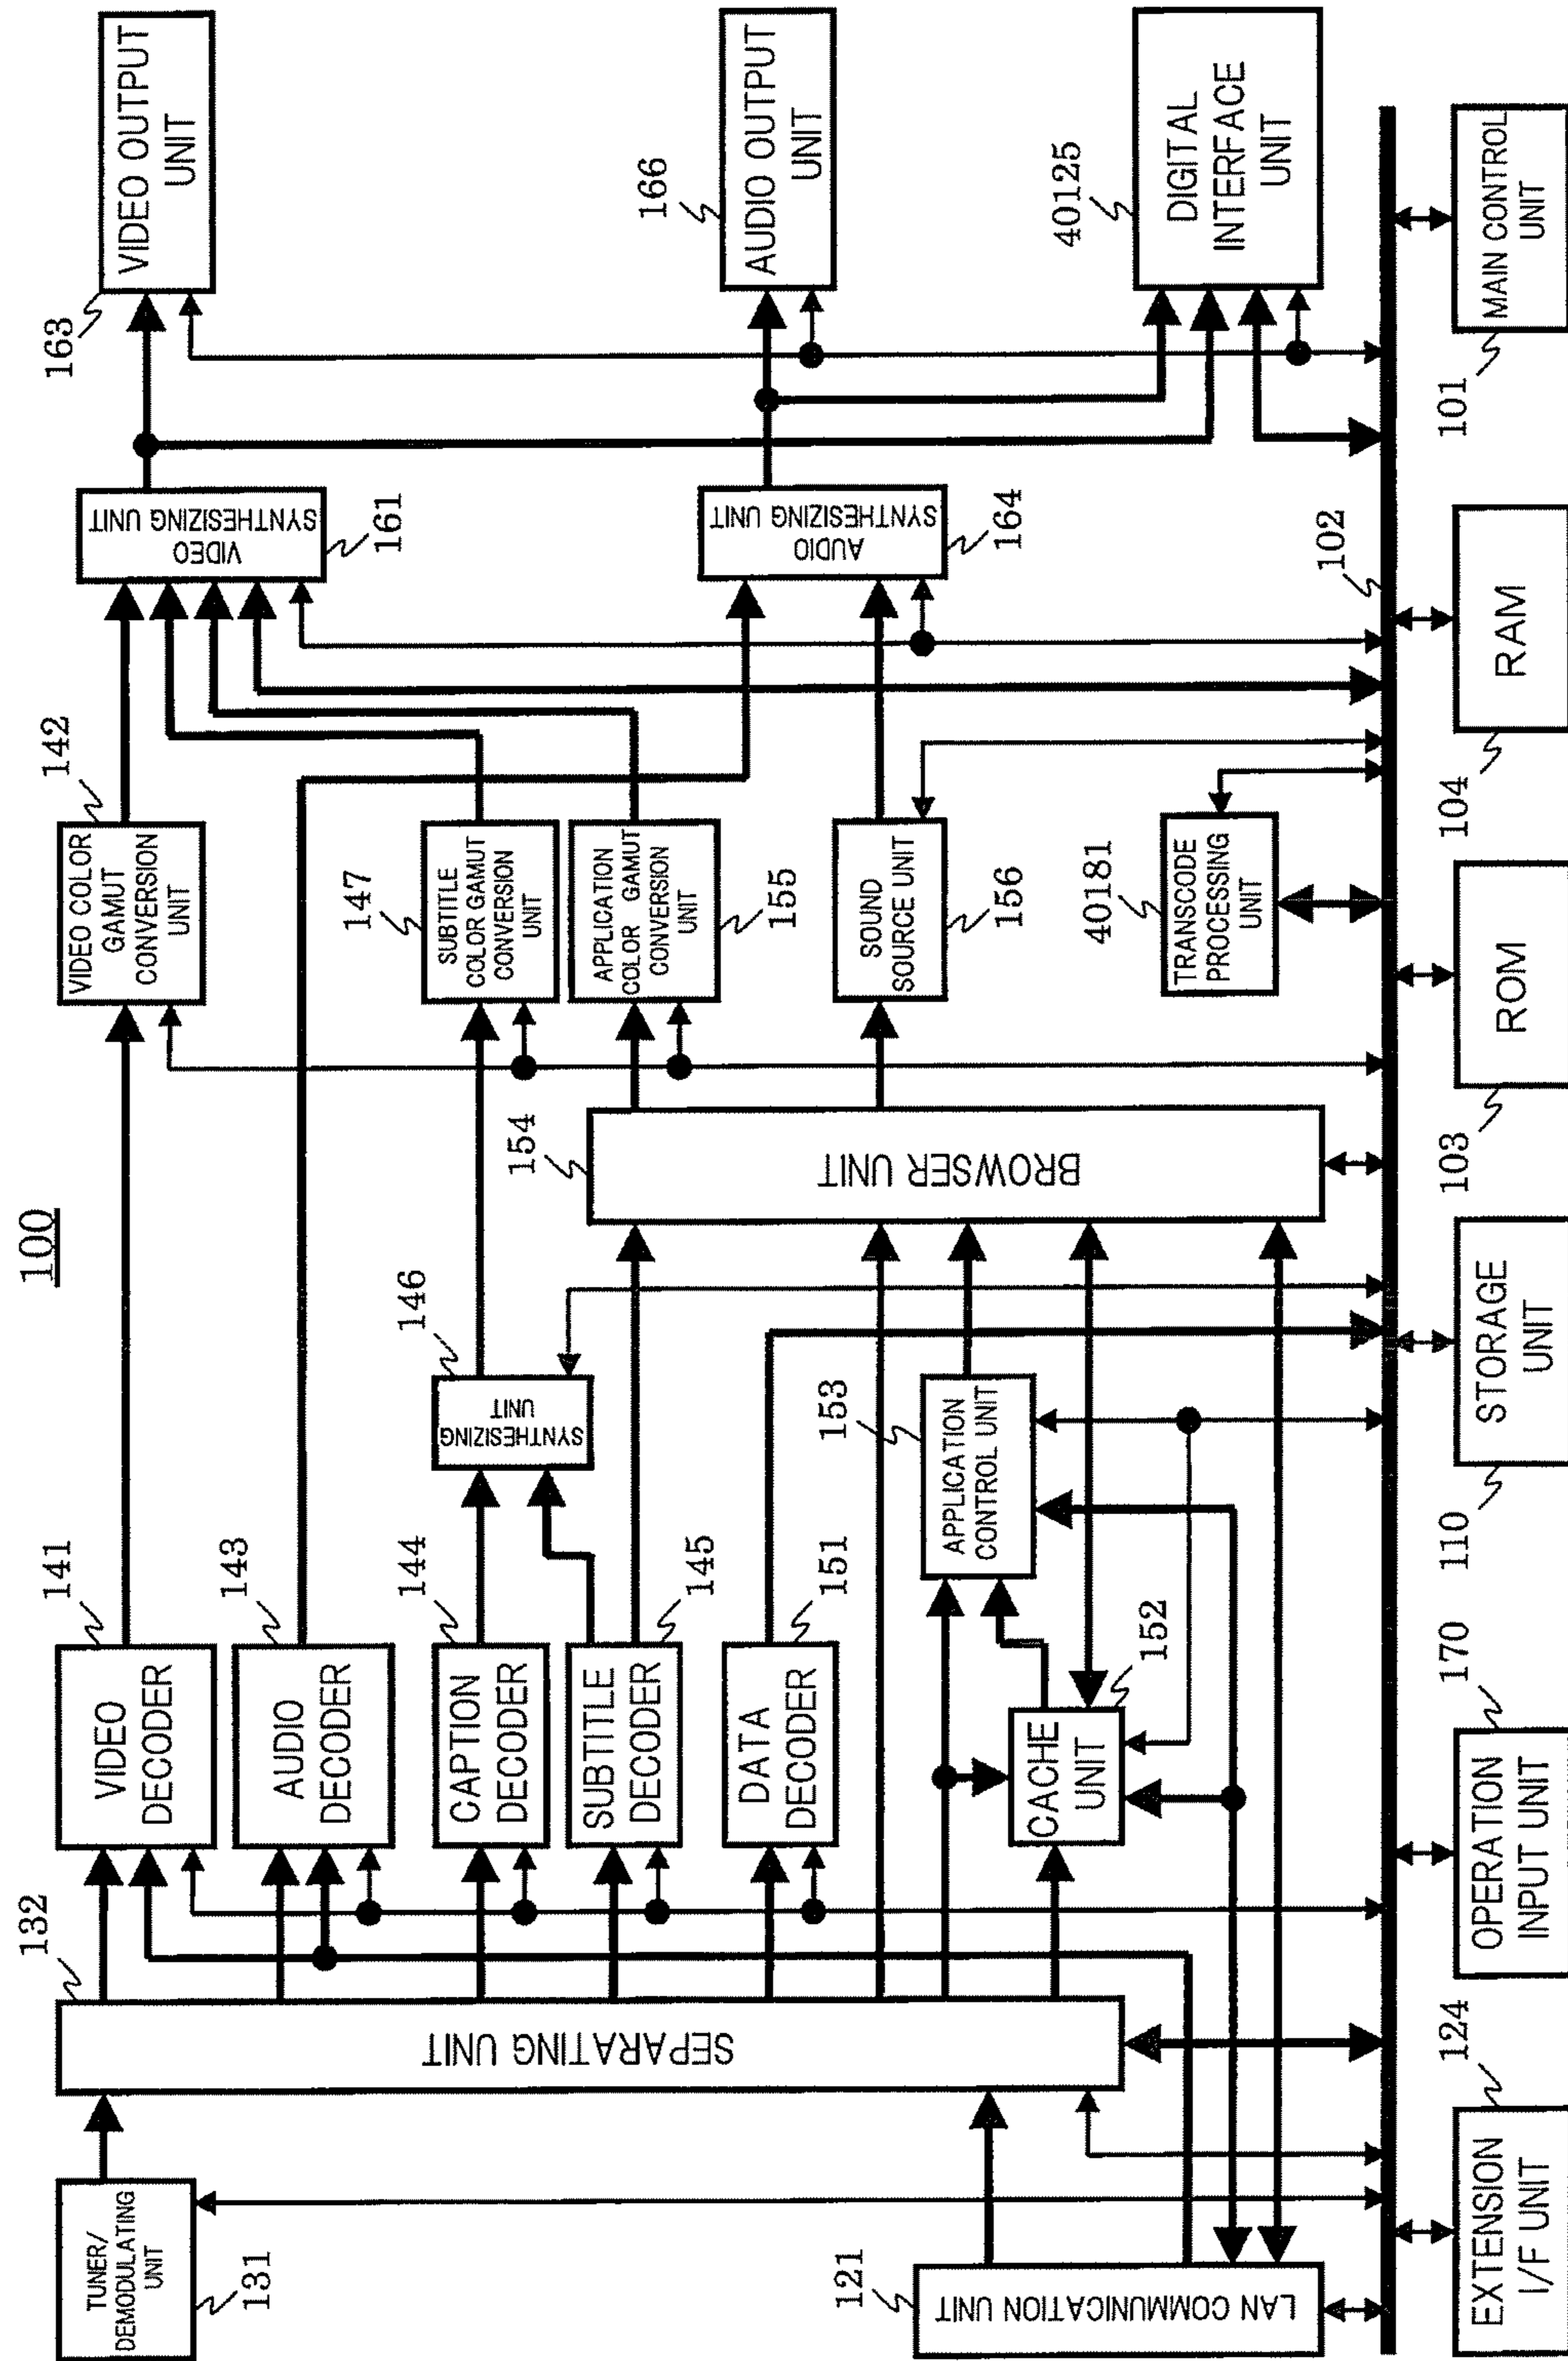 100
TUNER/
DEMODULATING
UNIT
131
LAN COMMUNICATION UNIT
121
SEPARATING UNIT
132
VIDEO
DECODER
141
AUDIO
DECODER
143
CAPTION
DECODER
144
SUBTITLE
DECODER
145
DATA
DECODER
151
CACHE
UNIT
152
APPLICATION
CONTROL UNIT
153
SYNTHESIZING
UNIT
146
BROWSER UNIT
154
VIDEO COLOR
GAMUT
CONVERSION
UNIT
142
SUBTITLE
COLOR GAMUT
CONVERSION
UNIT
147
APPLICATION
COLOR GAMUT
CONVERSION
UNIT
155
SOUND
SOURCE UNIT
156
TRANSCODE
PROCESSING
UNIT
40181
VIDEO
SYNTHESIZING UNIT
161
AUDIO
SYNTHESIZING UNIT
164
VIDEO OUTPUT
UNIT
163
AUDIO OUTPUT
UNIT
166
DIGITAL
INTERFACE
UNIT
40125
102
EXTENSION
I/F UNIT
124
OPERATION
INPUT UNIT
170
STORAGE
UNIT
110
ROM
103
RAM
104
MAIN CONTROL
UNIT
101